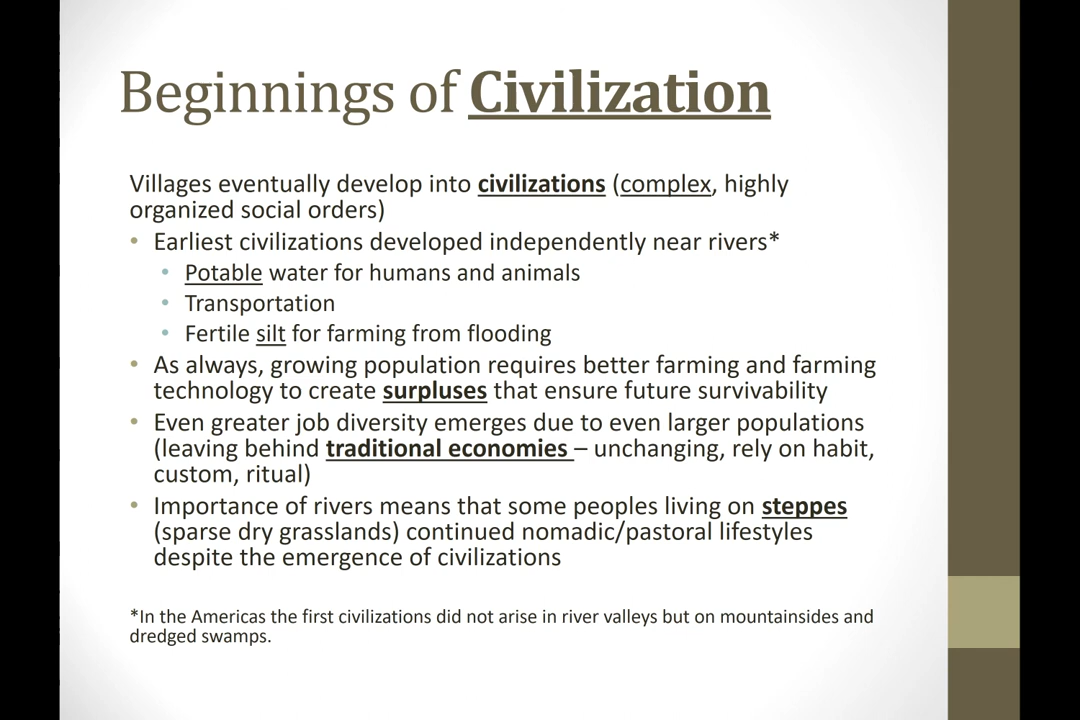 Beginnings of Civilization
Villages eventually develop into civilizations (complex, highly
organized social orders)
• Earliest civilizations developed independently near rivers*
• Potable water for humans and animals
• Transportation
• Fertile silt for farming from flooding
• As always, growing population requires better farming and farming
technology to create surpluses that ensure future survivability
• Even greater job diversity emerges due to even larger populations
(leaving behind traditional economies – unchanging, rely on habit,
custom, ritual)
• Importance of rivers means that some peoples living on steppes
(sparse dry grasslands) continued nomadic/pastoral lifestyles
despite the emergence of civilizations
*In the Americas the first civilizations did not arise in river valleys but on mountainsides and
dredged swamps.